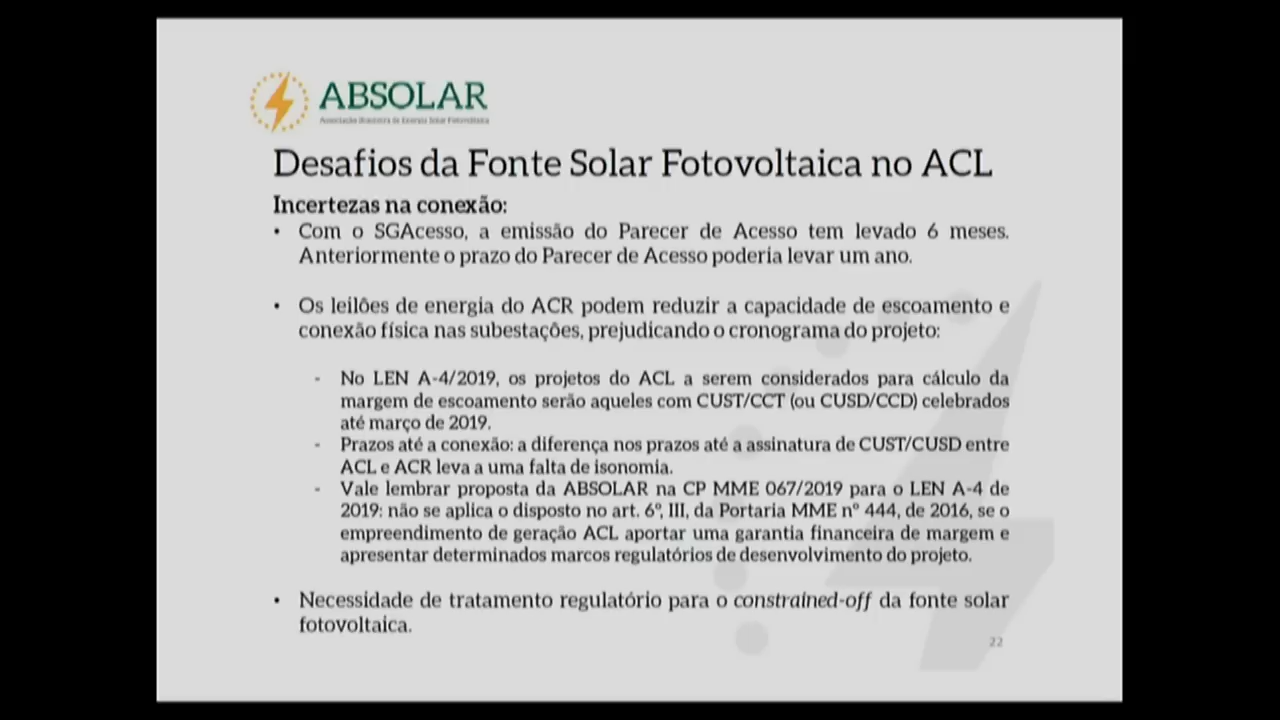 ABSOLAR
Associação Brasileira de Energia Solar Fotovoltaica
Desafios da Fonte Solar Fotovoltaica no ACL
Incertezas na conexão:
• Com o SGAcesso, a emissão do Parecer de Acesso tem levado 6 meses.
Anteriormente o prazo do Parecer de Acesso poderia levar um ano.
• Os leilões de energia do ACR podem reduzir a capacidade de escoamento e
conexão física nas subestações, prejudicando o cronograma do projeto:
- No LEN A-4/2019, os projetos do ACL a serem considerados para cálculo da
margem de escoamento serão aqueles com CUST/CCT (ou CUSD/CCD) celebrados
até março de 2019.
- Prazos até a conexão: a diferença nos prazos até a assinatura de CUST/CUSD entre
ACL e ACR leva a uma falta de isonomia.
- Vale lembrar proposta da ABSOLAR na CP MME 067/2019 para o LEN A-4 de
2019: não se aplica o disposto no art. 6º, III, da Portaria MME nº 444, de 2016, se o
empreendimento de geração ACL aportar uma garantia financeira de margem e
apresentar determinados marcos regulatórios de desenvolvimento do projeto.
• Necessidade de tratamento regulatório para o constrained-off da fonte solar
fotovoltaica.
22